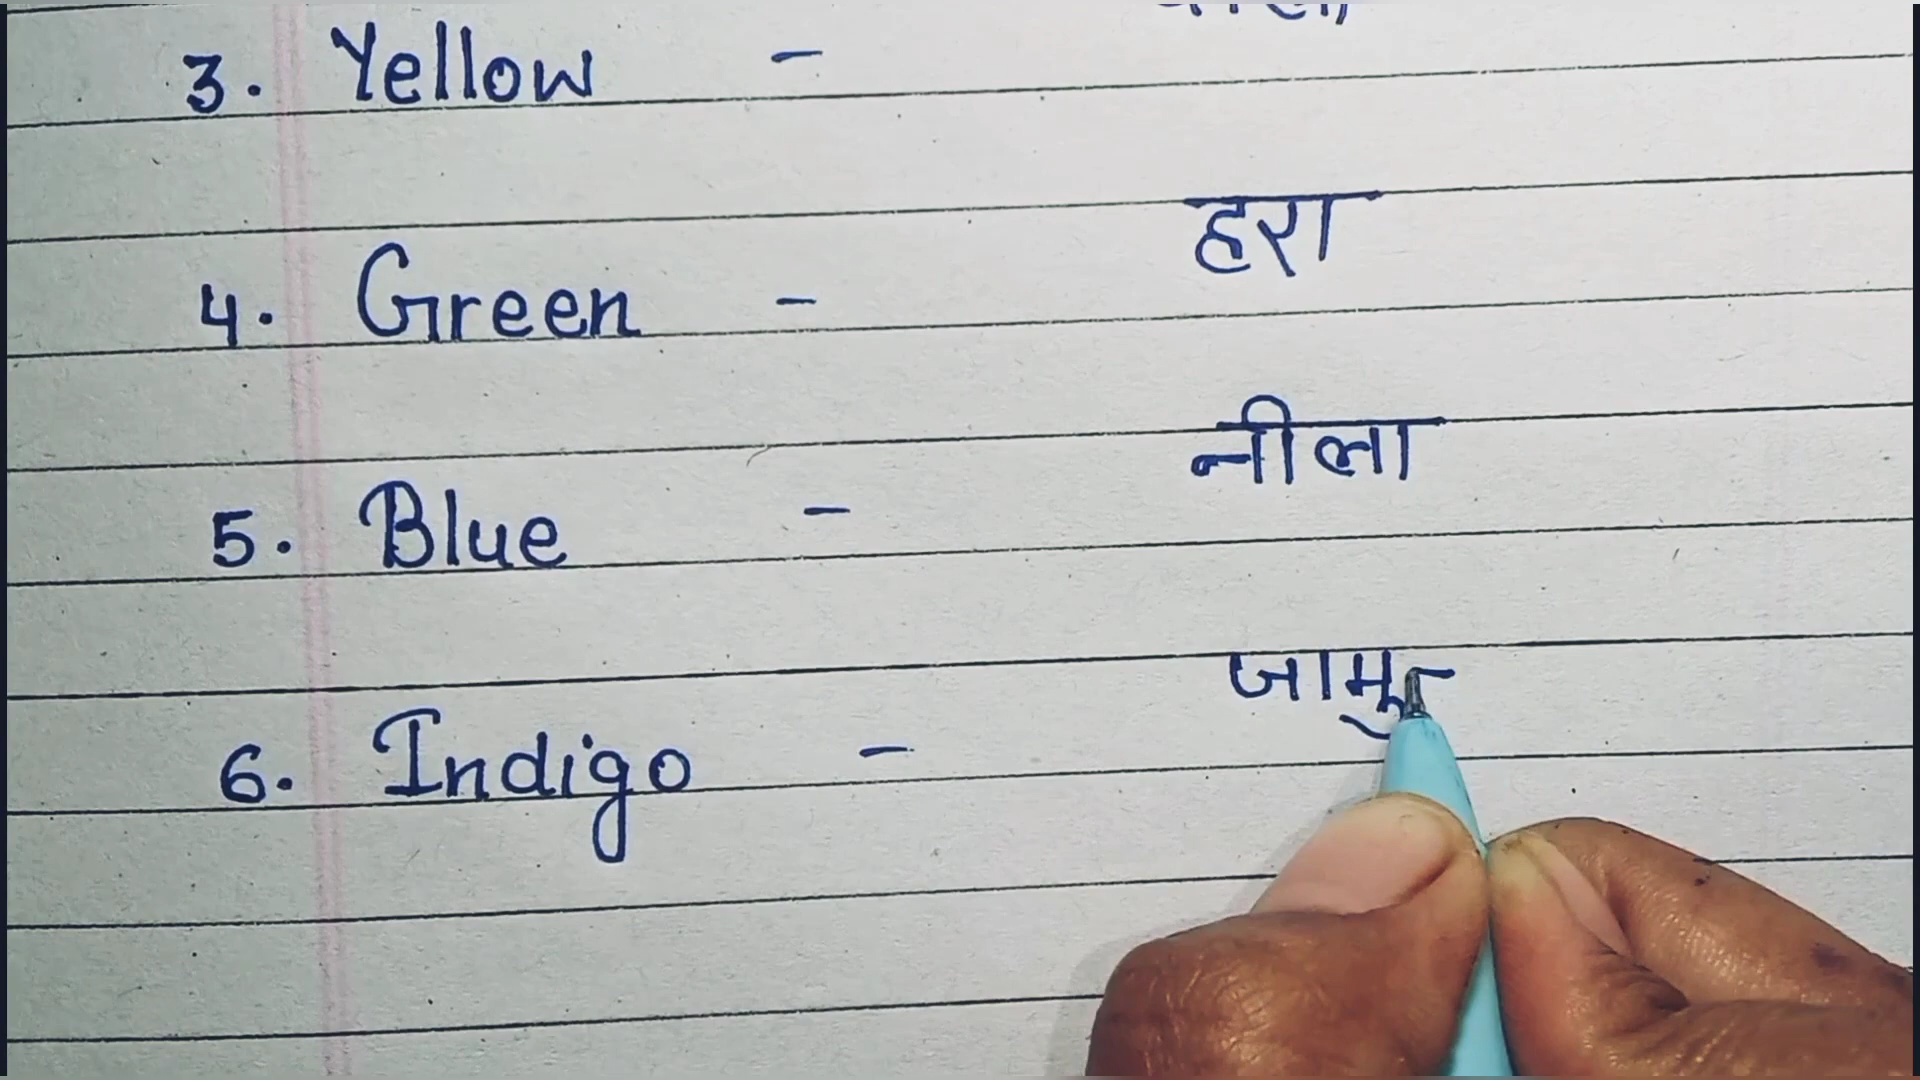 3. Yellow -
4. Green - हरा
5. Blue - नीला
6. Indigo - जामु